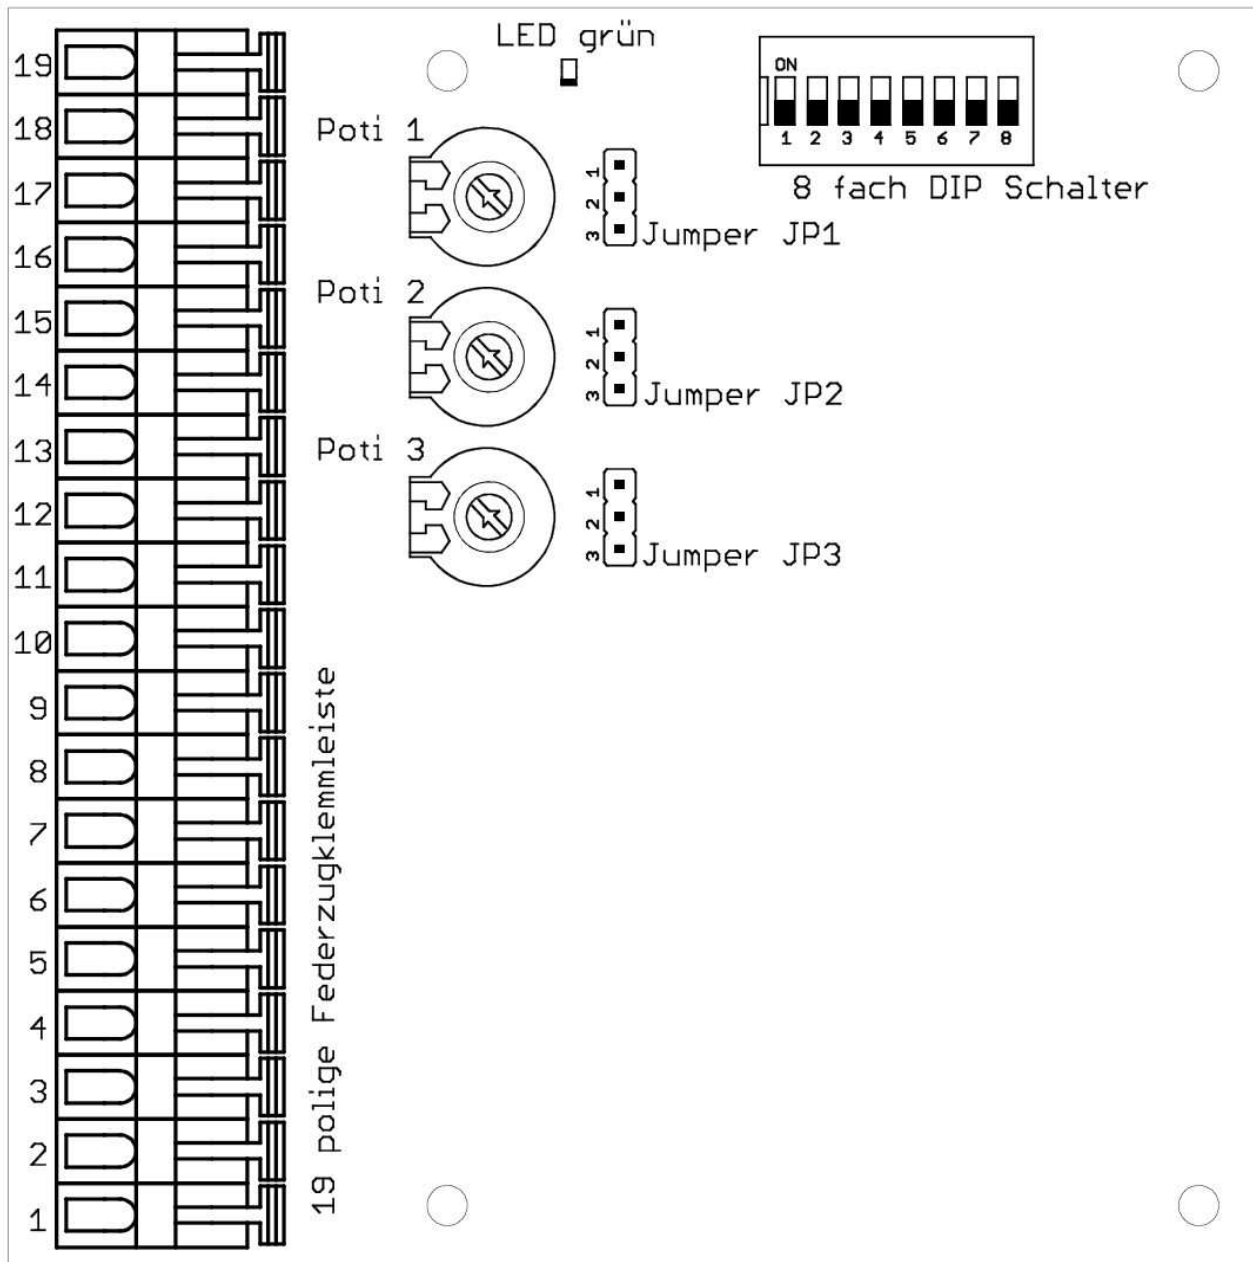 LED grün
ON
1 2 3 4 5 6 7 8
8 fach DIP Schalter
Poti 1
1
2
3
Jumper JP1
Poti 2
1
2
3
Jumper JP2
Poti 3
1
2
3
Jumper JP3
19
18
17
16
15
14
13
12
11
10
9
8
7
6
5
4
3
2
1
19 polige Federzugklemmleiste